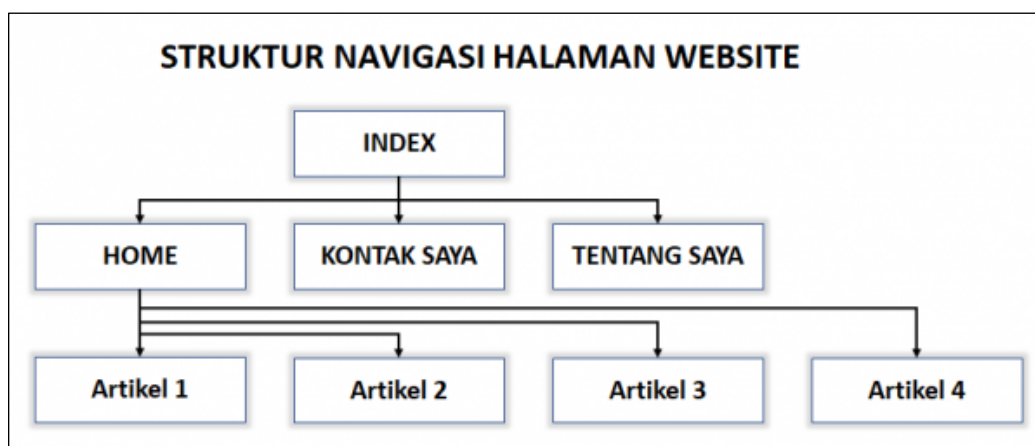 STRUKTUR NAVIGASI HALAMAN WEBSITE
INDEX
HOME
KONTAK SAYA
TENTANG SAYA
Artikel 1
Artikel 2
Artikel 3
Artikel 4